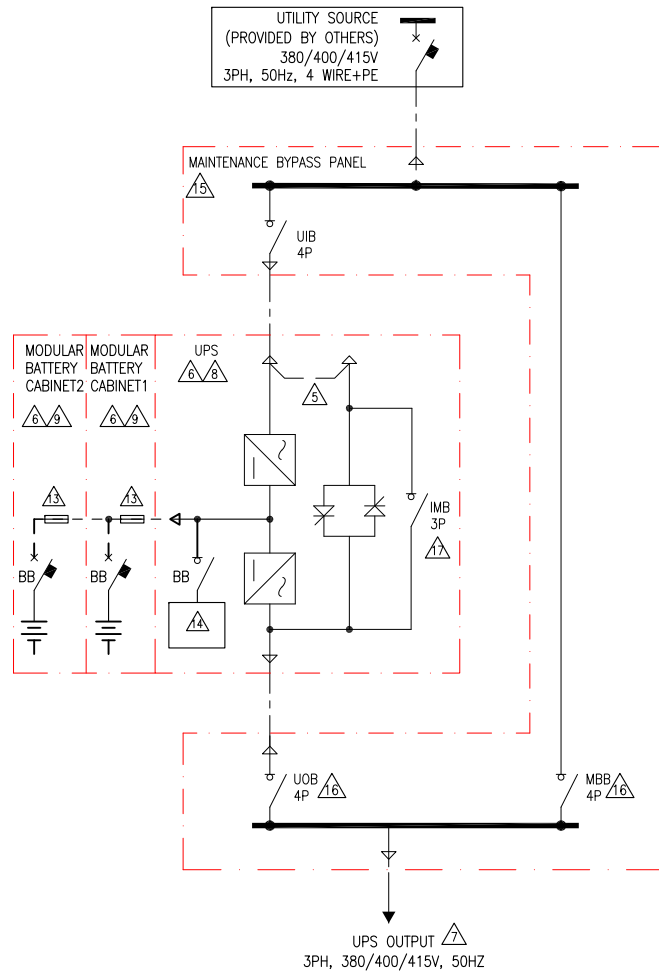 UTILITY SOURCE
(PROVIDED BY OTHERS)
380/400/415V
3PH, 50Hz, 4 WIRE+PE
MAINTENANCE BYPASS PANEL
15
UIB
4P
MODULAR
BATTERY
CABINET2
6 9
MODULAR
BATTERY
CABINET1
6 9
UPS
6 8
5
13
13
IMB
3P
17
BB
BB
BB
14
UOB
4P
16
MBB
4P
16
UPS OUTPUT 7
3PH, 380/400/415V, 50HZ